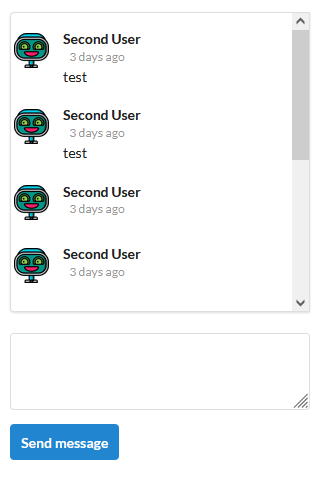 Second User
3 days ago
test
Second User
3 days ago
test
Second User
3 days ago
Second User
3 days ago
Send message